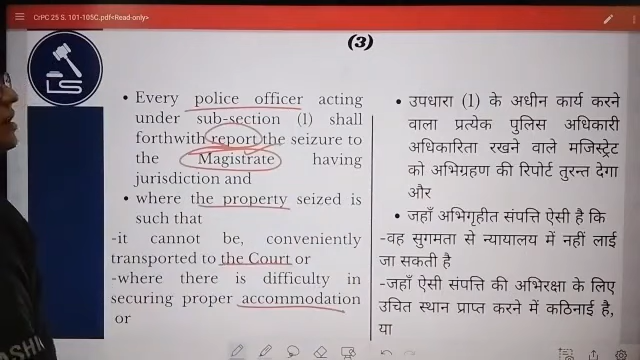 CrPC 25 S. 101-105C.pdf<Read-only>
(3)
LS
• Every police officer acting
under sub-section (1) shall
forthwith report the seizure to
the Magistrate having
jurisdiction and
• where the property seized is
such that
-it cannot be, conveniently
transported to the Court or
-where there is difficulty in
securing proper accommodation
or
• उपधारा (1) के अधीन कार्य करने
वाला प्रत्येक पुलिस अधिकारी
अधिकारिता रखने वाले मजिस्ट्रेट
को अभिग्रहण की रिपोर्ट तुरन्त देगा
और
• जहाँ अभिगृहीत संपत्ति ऐसी है कि
-वह सुगमता से न्यायालय में नहीं लाई
जा सकती है
-जहाँ ऐसी संपत्ति की अभिरक्षा के लिए
उचित स्थान प्राप्त करने में कठिनाई है,
या